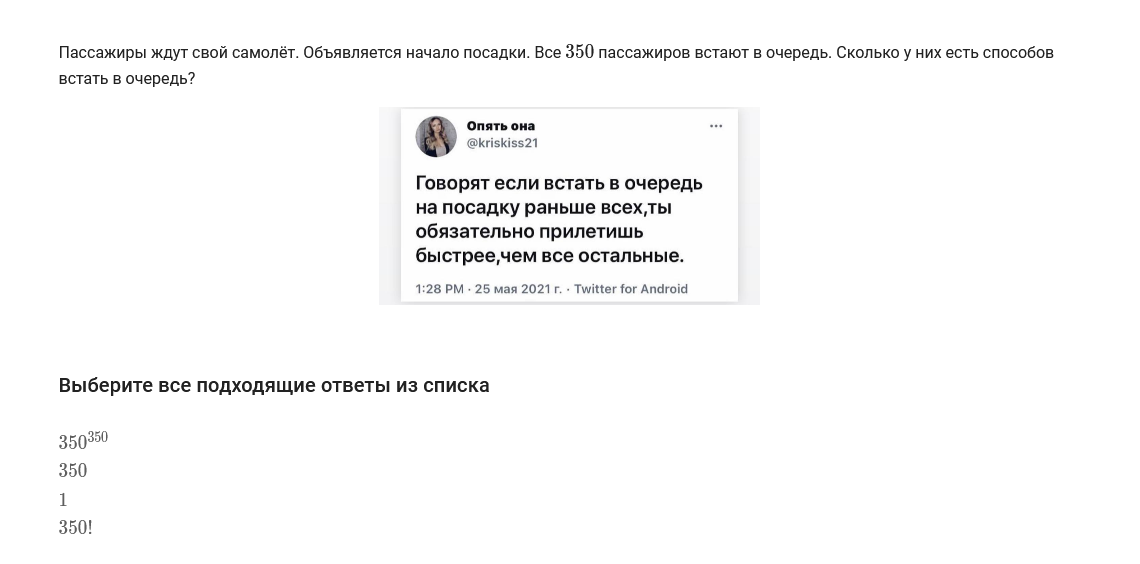 Пассажиры ждут свой самолёт. Объявляется начало посадки. Все 350 пассажиров встают в очередь. Сколько у них есть способов
встать в очередь?
Опять она
@kriskiss21
Говорят если встать в очередь
на посадку раньше всех,ты
обязательно прилетишь
быстрее,чем все остальные.
1:28 PM · 25 мая 2021 г. · Twitter for Android
Выберите все подходящие ответы из списка
350^350
350
1
350!